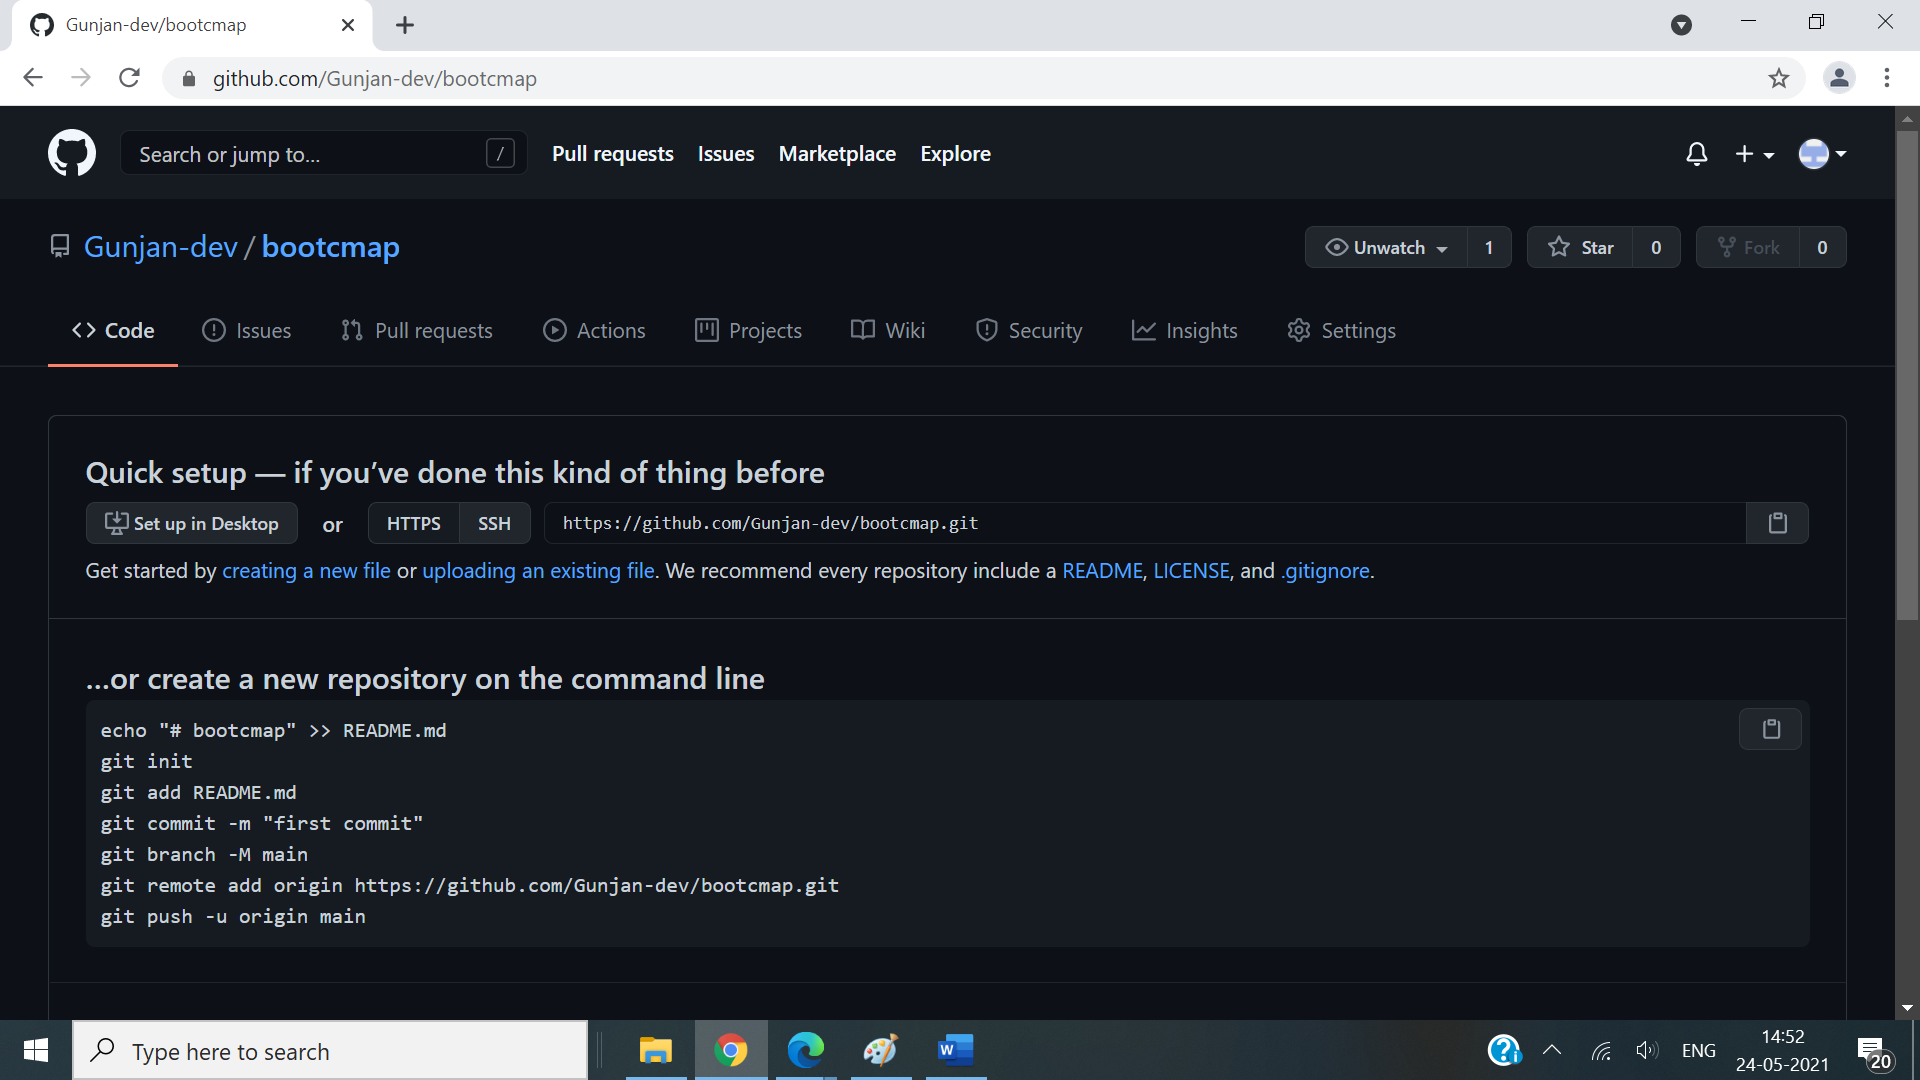 Gunjan-dev/bootcmap
github.com/Gunjan-dev/bootcmap
Search or jump to... /
Pull requests Issues Marketplace Explore
Gunjan-dev / bootcmap
Unwatch 1 Star 0 Fork 0
Code Issues Pull requests Actions Projects Wiki Security Insights Settings
Quick setup — if you’ve done this kind of thing before
Set up in Desktop or HTTPS SSH https://github.com/Gunjan-dev/bootcmap.git
Get started by creating a new file or uploading an existing file. We recommend every repository include a README, LICENSE, and .gitignore.
…or create a new repository on the command line
echo "# bootcmap" >> README.md
git init
git add README.md
git commit -m "first commit"
git branch -M main
git remote add origin https://github.com/Gunjan-dev/bootcmap.git
git push -u origin main
Type here to search
W
ENG
14:52
24-05-2021
20